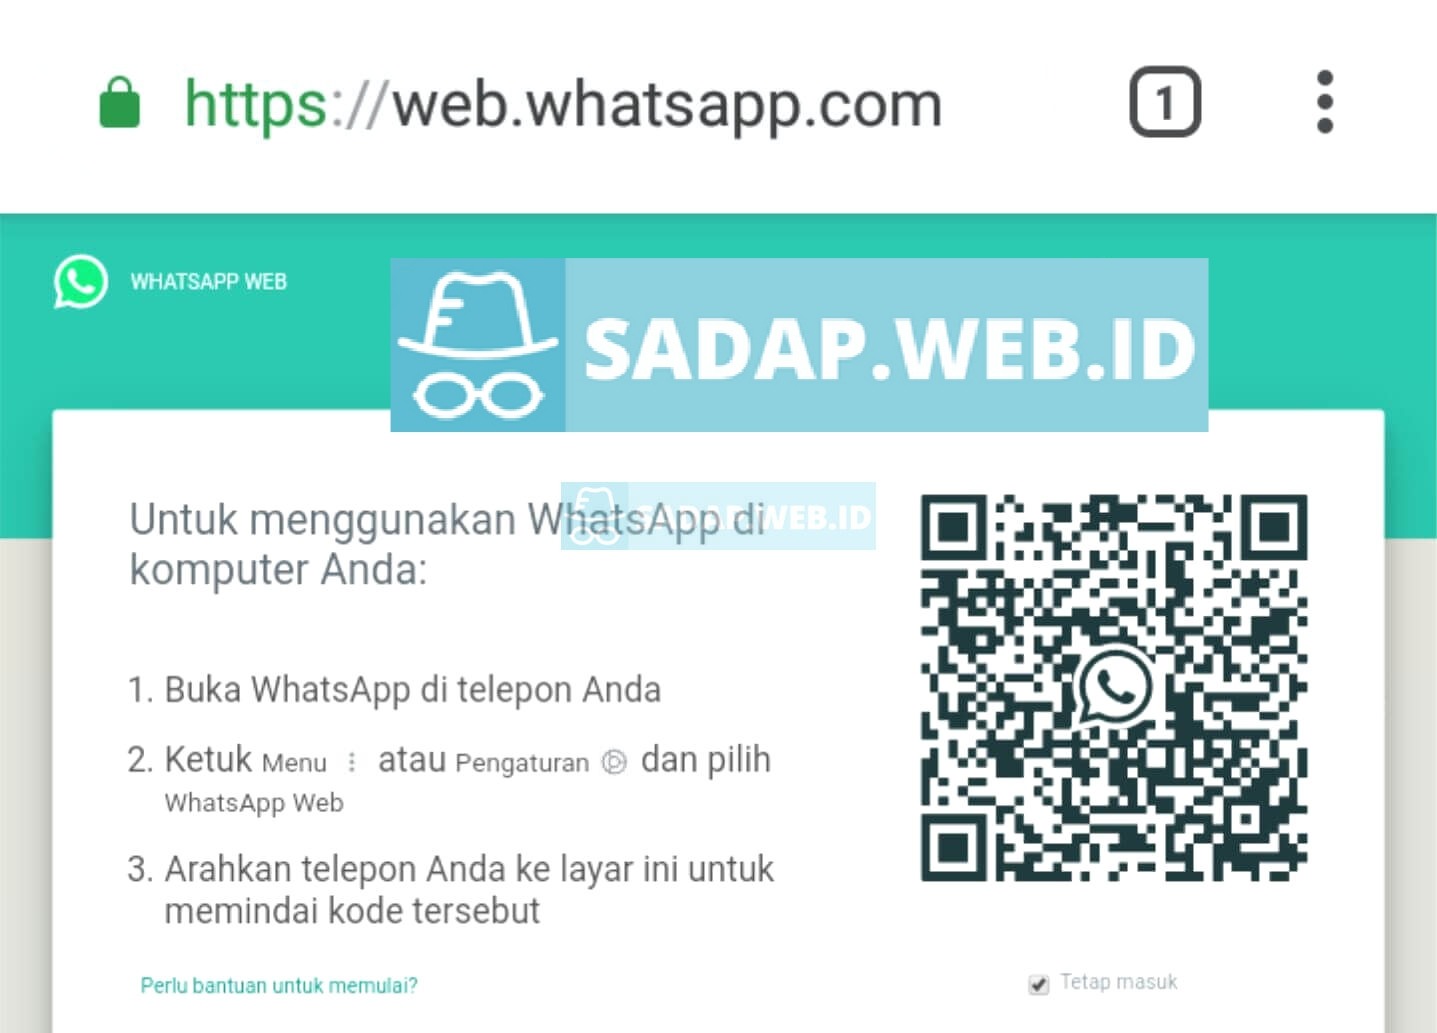 https://web.whatsapp.com
1
WHATSAPP WEB
SADAP.WEB.ID
Untuk menggunakan WhatsApp di
SADAP.WEB.ID
komputer Anda:
1. Buka WhatsApp di telepon Anda
2. Ketuk Menu atau Pengaturan dan pilih
WhatsApp Web
3. Arahkan telepon Anda ke layar ini untuk
memindai kode tersebut
Perlu bantuan untuk memulai?
Tetap masuk